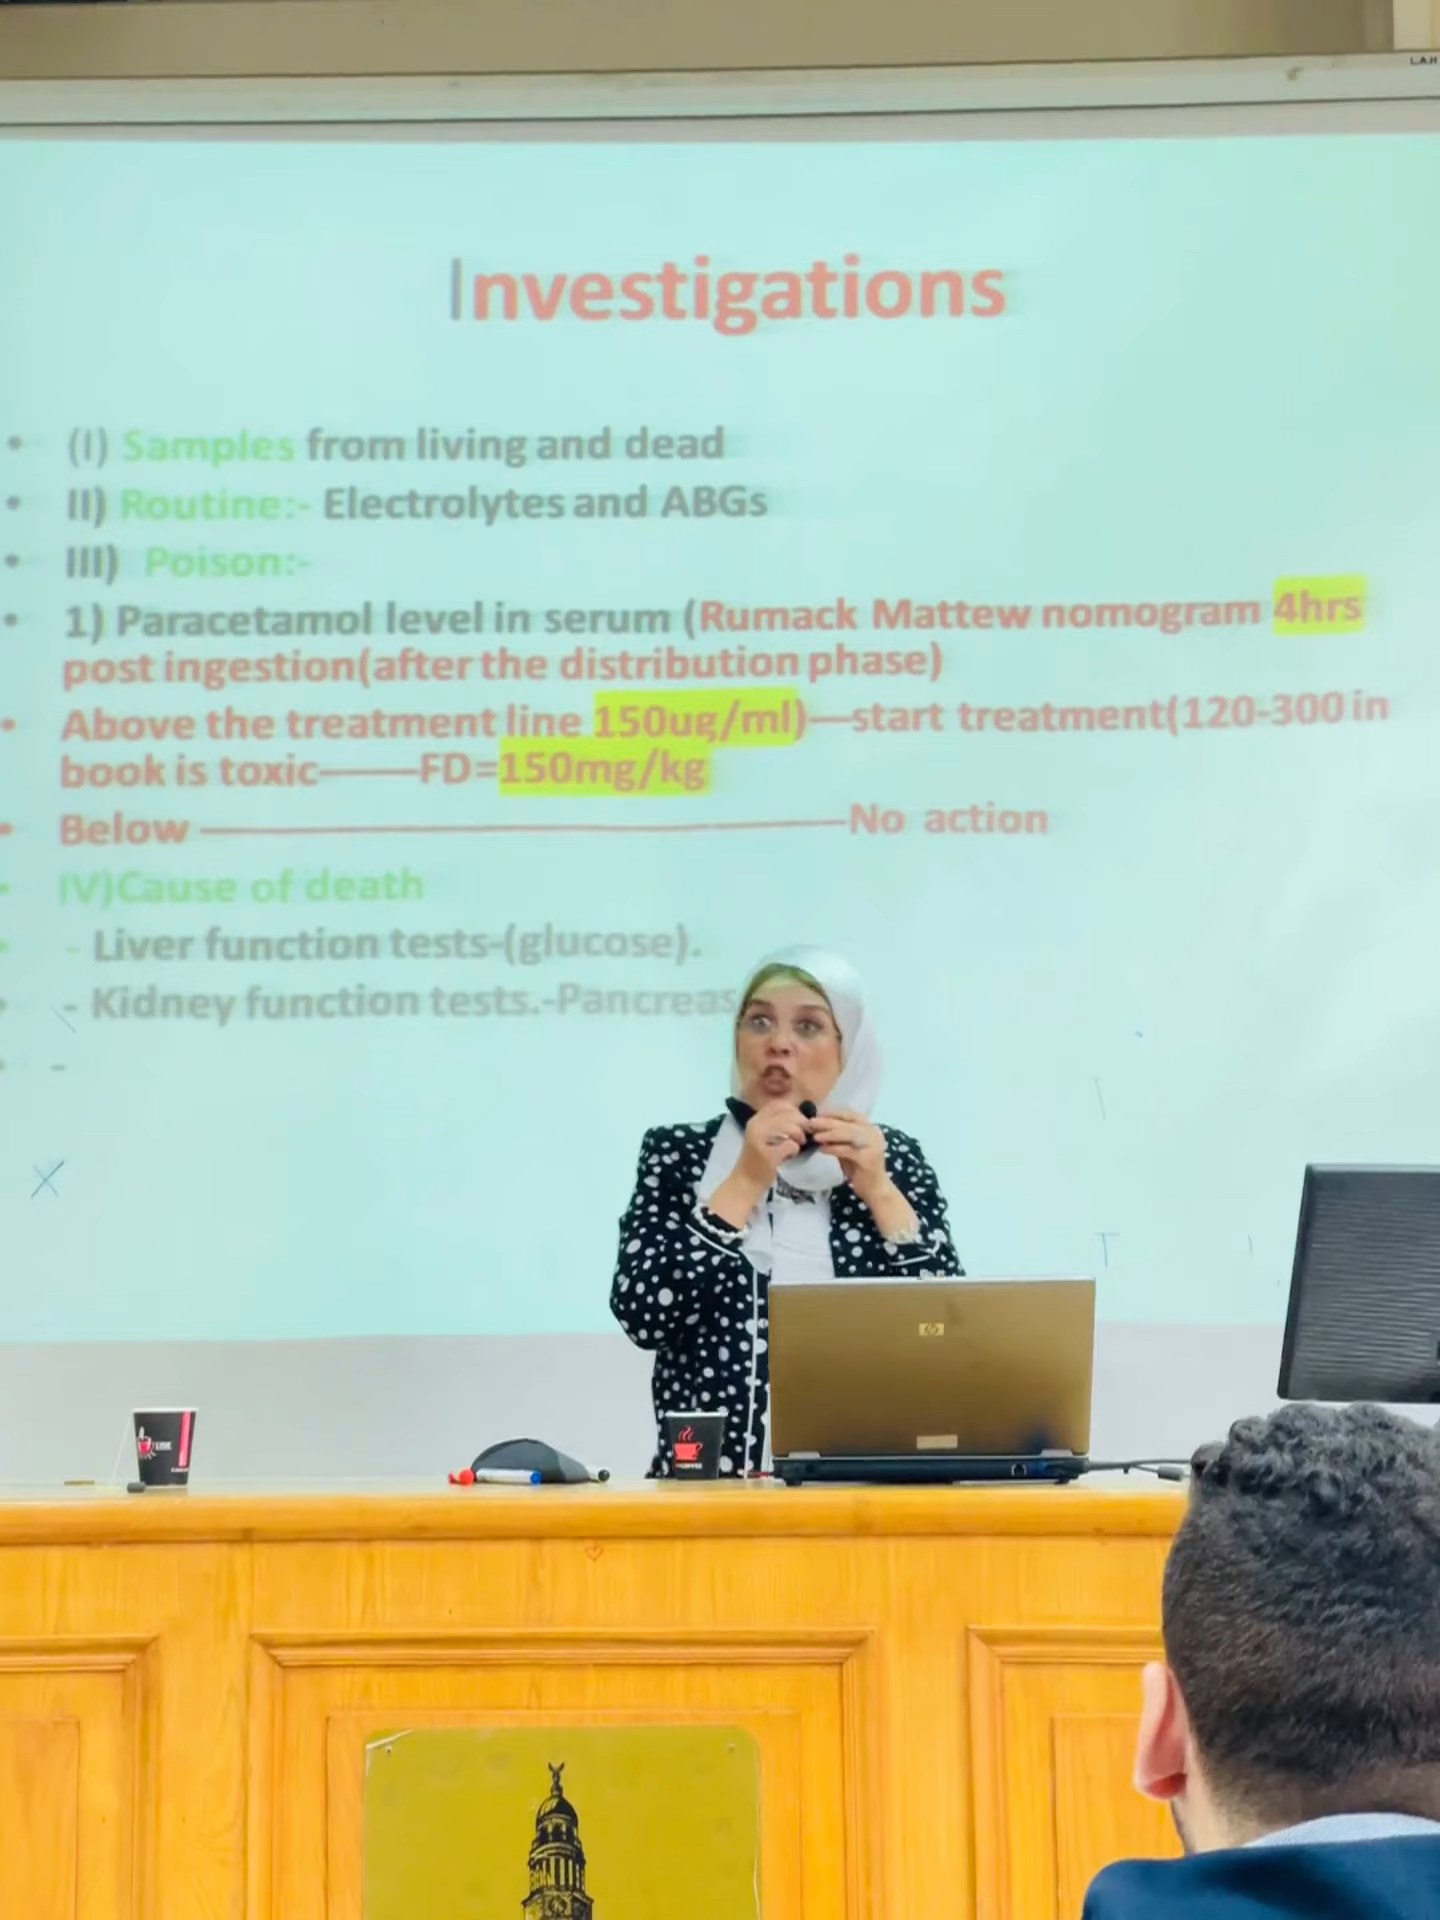 L.A.H
Investigations
• (I) Samples from living and dead
• II) Routine:- Electrolytes and ABGs
• III) Poison:-
• 1) Paracetamol level in serum (Rumack Mattew nomogram 4hrs
post ingestion(after the distribution phase)
• Above the treatment line 150ug/ml)—start treatment(120-300 in
book is toxic——FD=150mg/kg
• Below ————————————No action
• IV)Cause of death
• - Liver function tests-(glucose).
• - Kidney function tests.-Pancreas
• -
hp